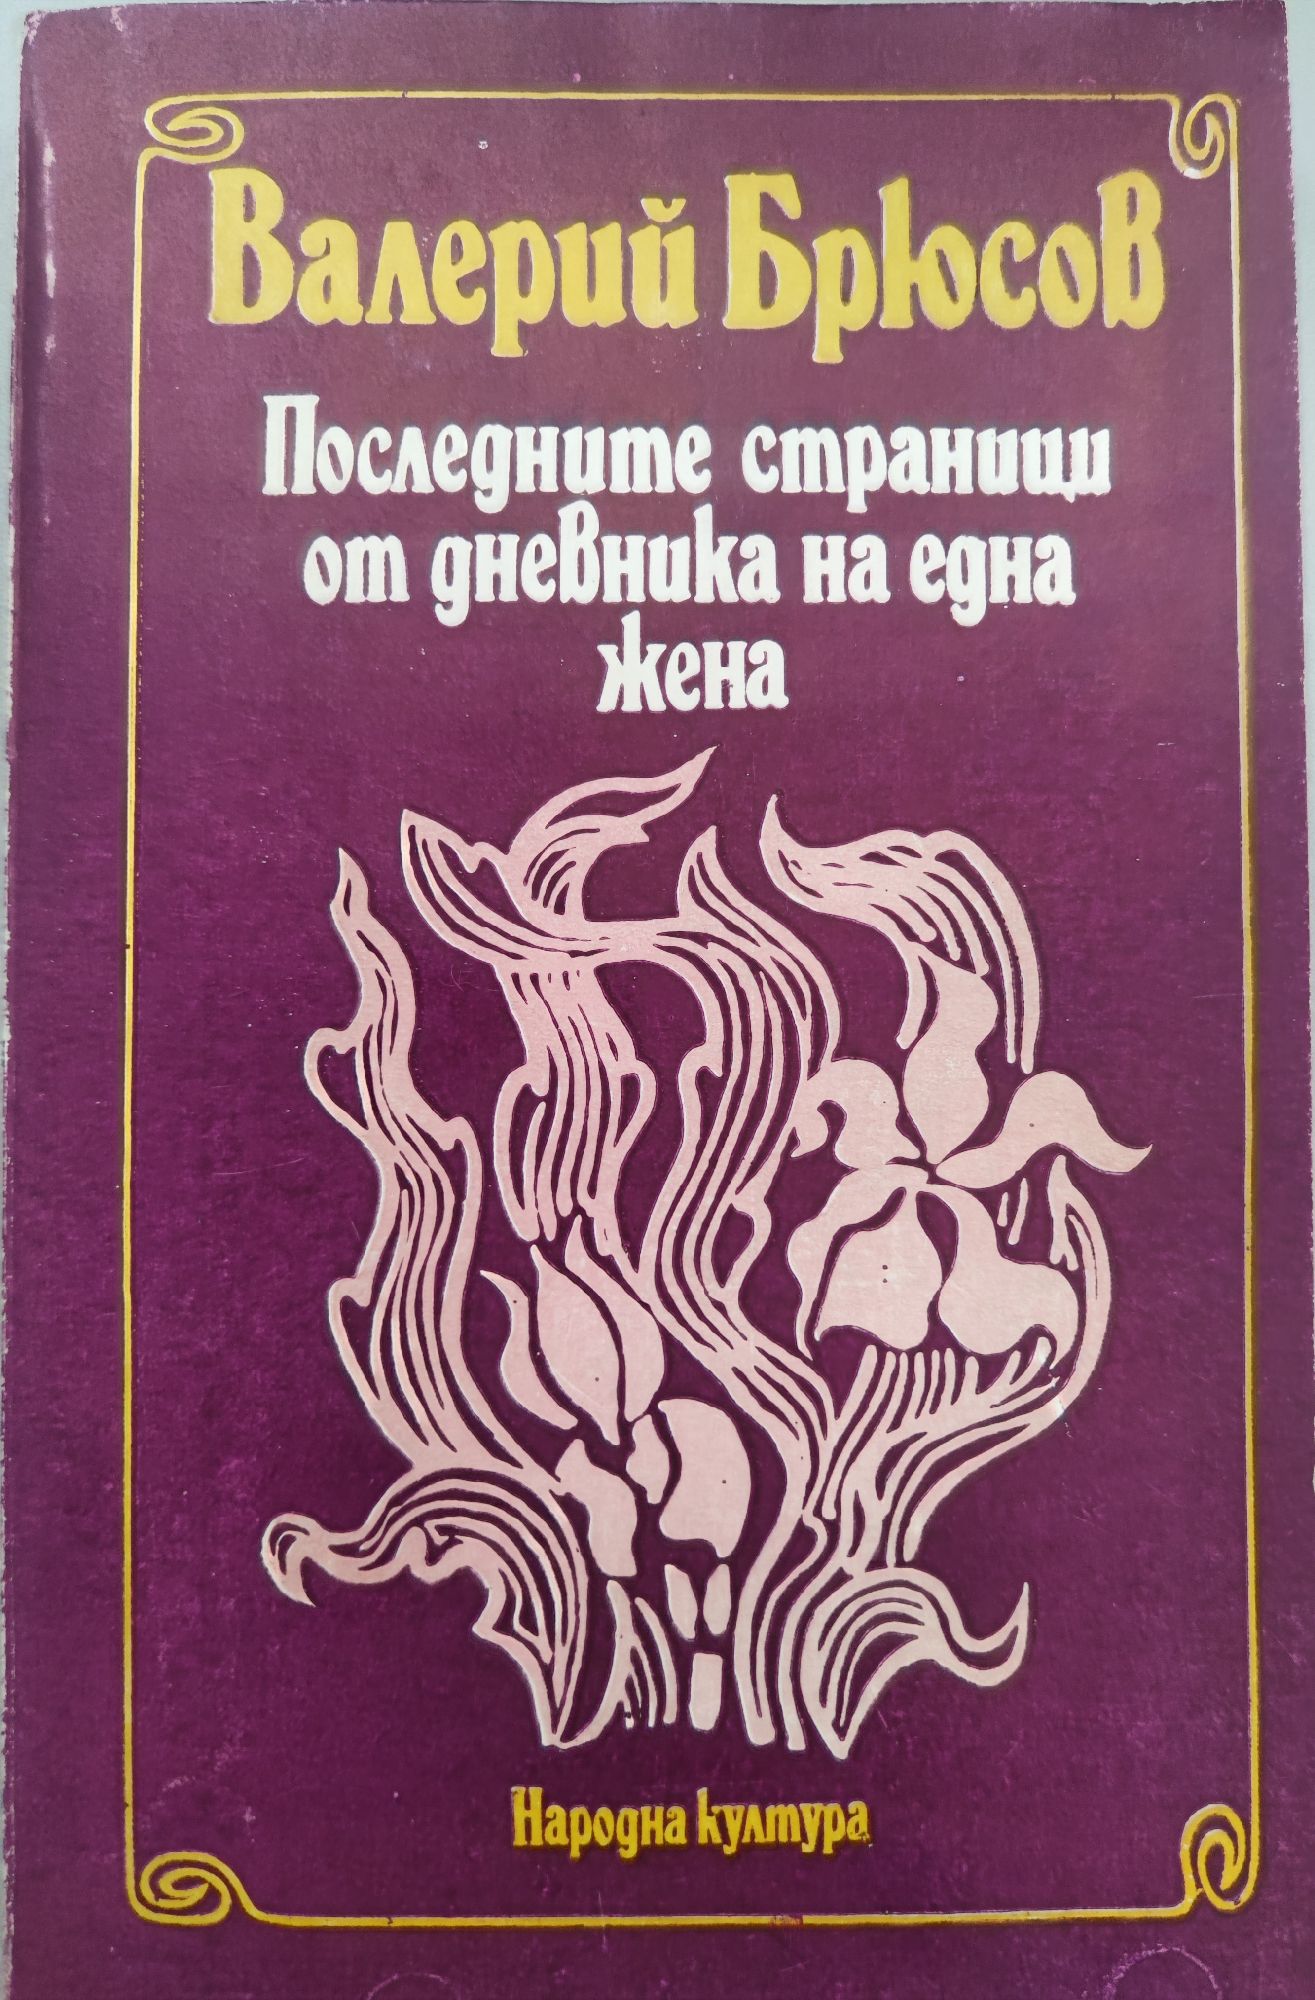 Валерий Брюсов
Последните страници
от дневника на една
жена
Народна култура